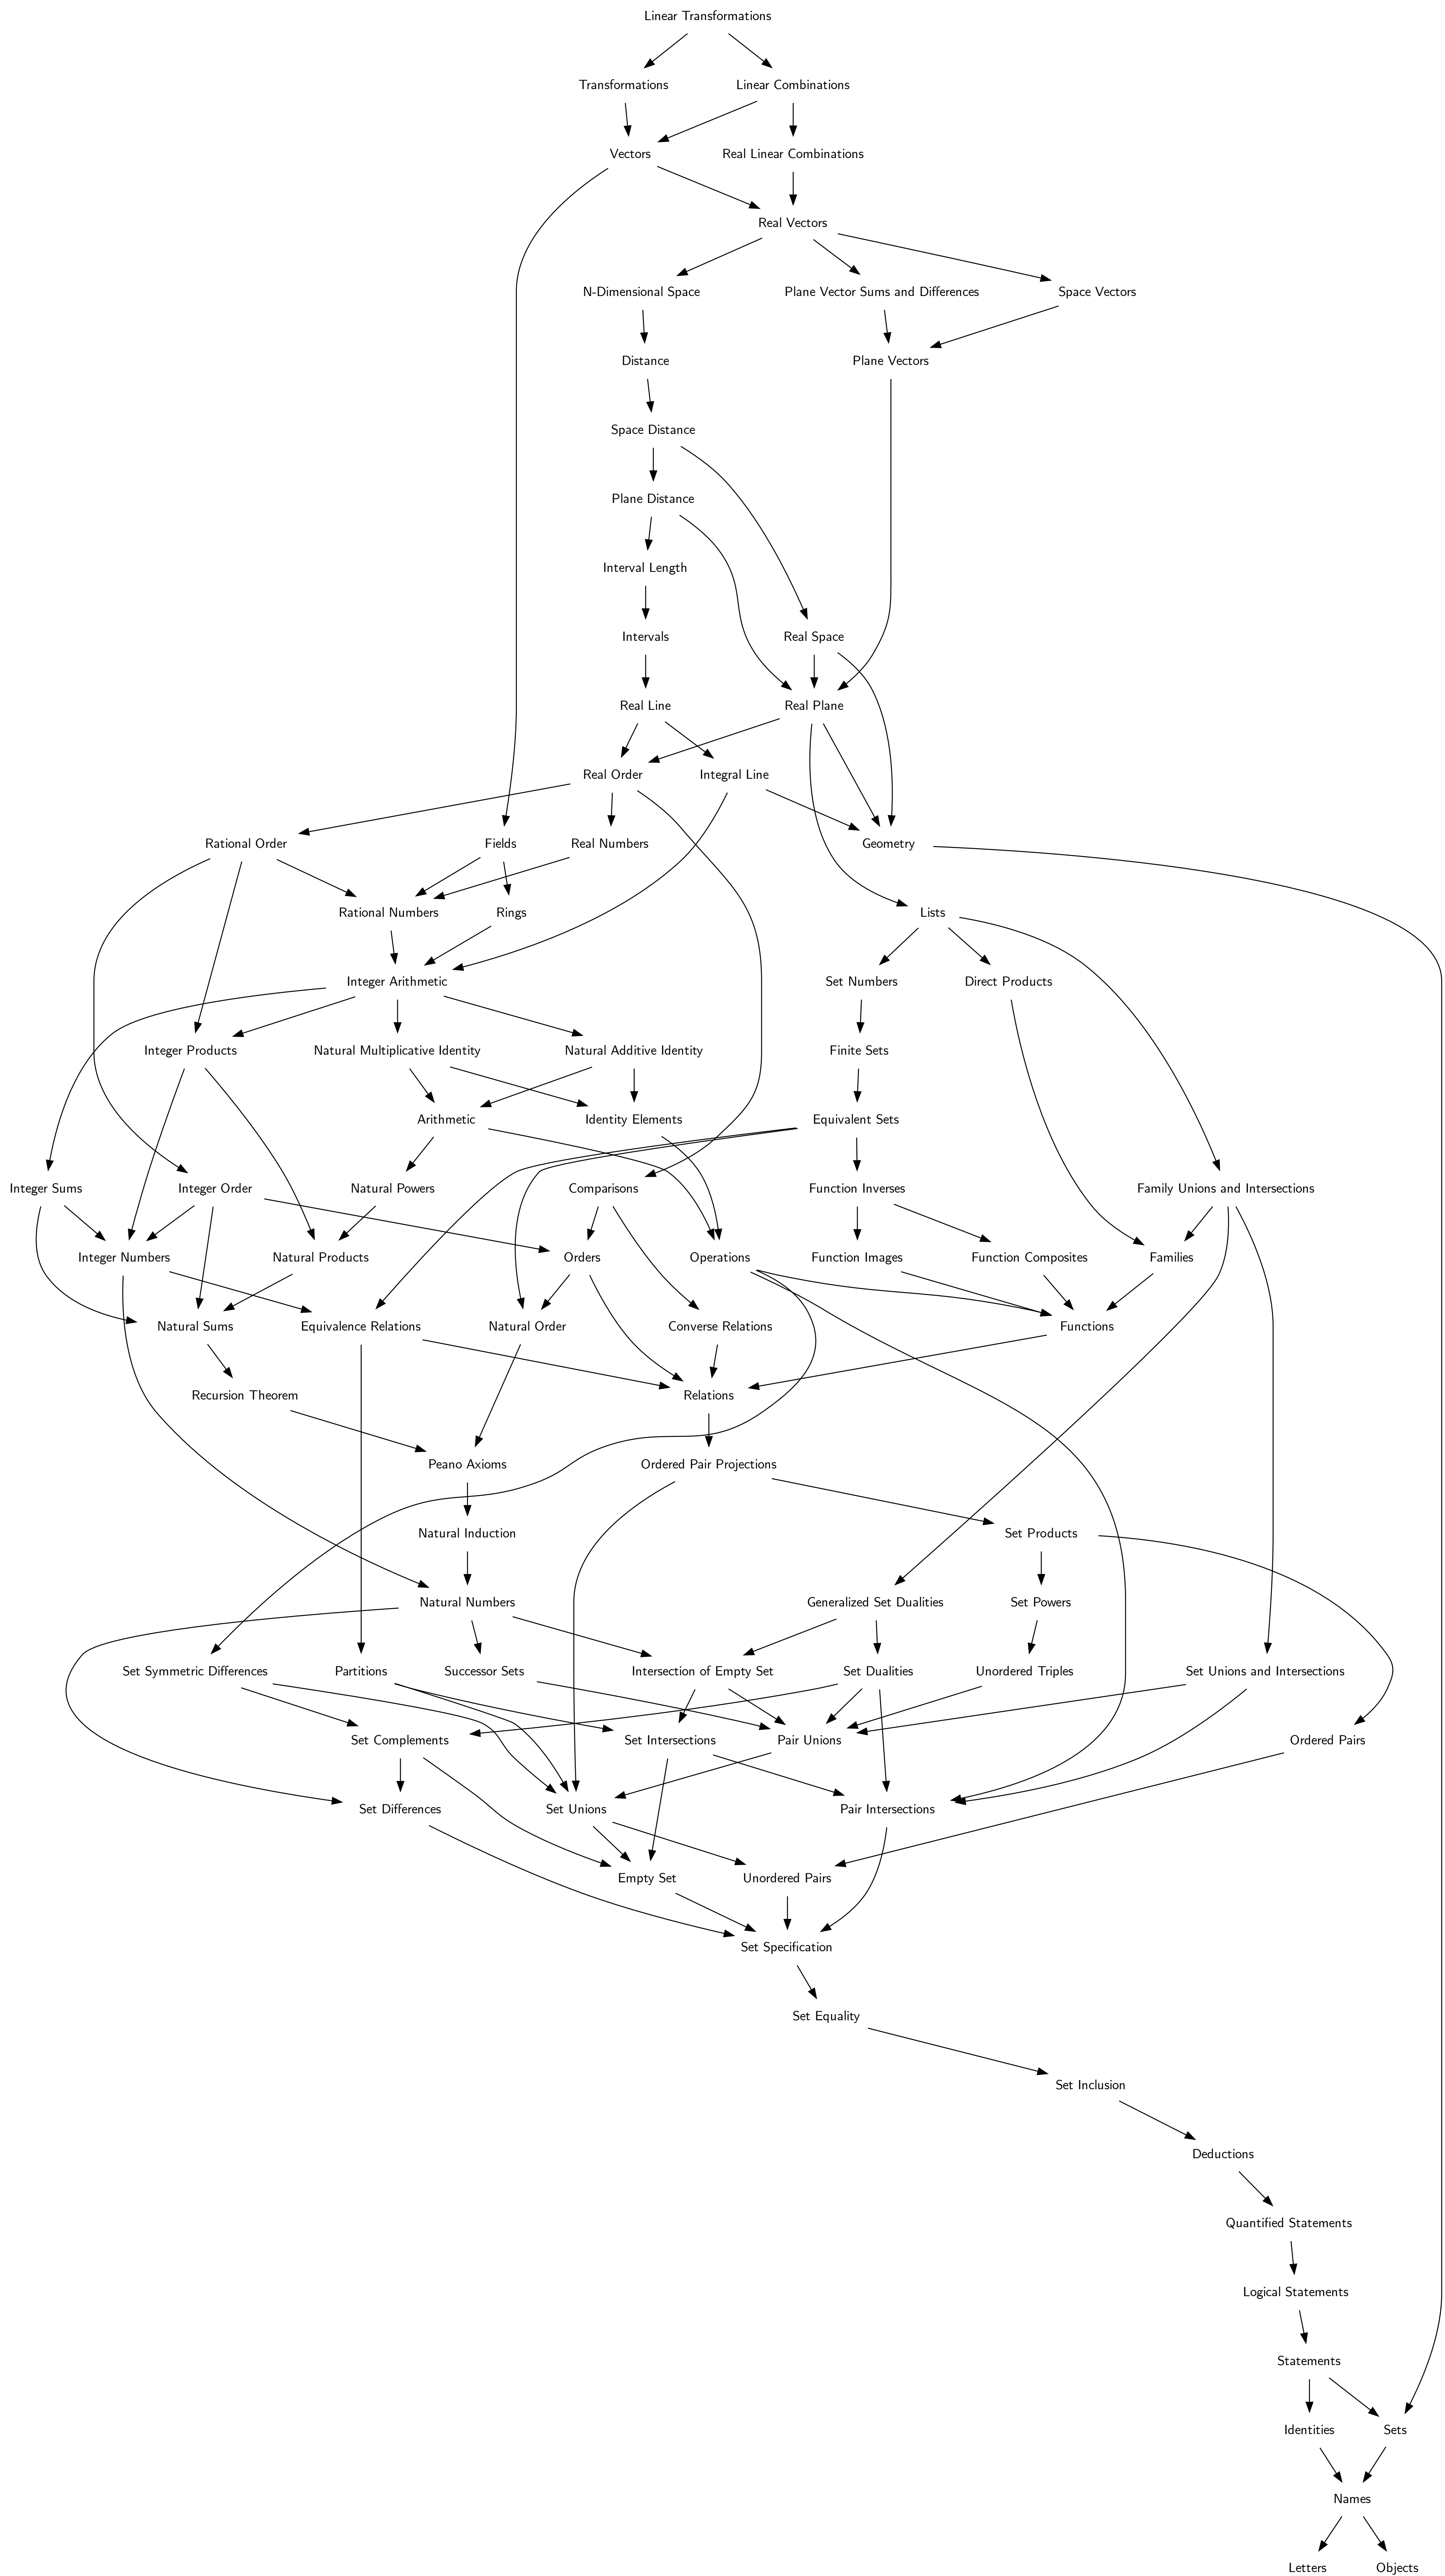 Linear Transformations
Transformations
Linear Combinations
Vectors
Real Linear Combinations
Real Vectors
N-Dimensional Space
Plane Vector Sums and Differences
Space Vectors
Distance
Plane Vectors
Space Distance
Plane Distance
Interval Length
Intervals
Real Space
Real Line
Real Plane
Real Order
Integral Line
Rational Order
Fields
Real Numbers
Geometry
Rational Numbers
Rings
Lists
Integer Arithmetic
Set Numbers
Direct Products
Integer Products
Natural Multiplicative Identity
Natural Additive Identity
Finite Sets
Arithmetic
Identity Elements
Equivalent Sets
Integer Sums
Integer Order
Natural Powers
Comparisons
Function Inverses
Family Unions and Intersections
Integer Numbers
Natural Products
Orders
Operations
Function Images
Function Composites
Families
Natural Sums
Equivalence Relations
Natural Order
Converse Relations
Functions
Recursion Theorem
Relations
Peano Axioms
Ordered Pair Projections
Natural Induction
Set Products
Natural Numbers
Generalized Set Dualities
Set Powers
Set Symmetric Differences
Partitions
Successor Sets
Intersection of Empty Set
Set Dualities
Unordered Triples
Set Unions and Intersections
Set Complements
Set Intersections
Pair Unions
Ordered Pairs
Set Differences
Set Unions
Pair Intersections
Empty Set
Unordered Pairs
Set Specification
Set Equality
Set Inclusion
Deductions
Quantified Statements
Logical Statements
Statements
Identities
Sets
Names
Letters
Objects